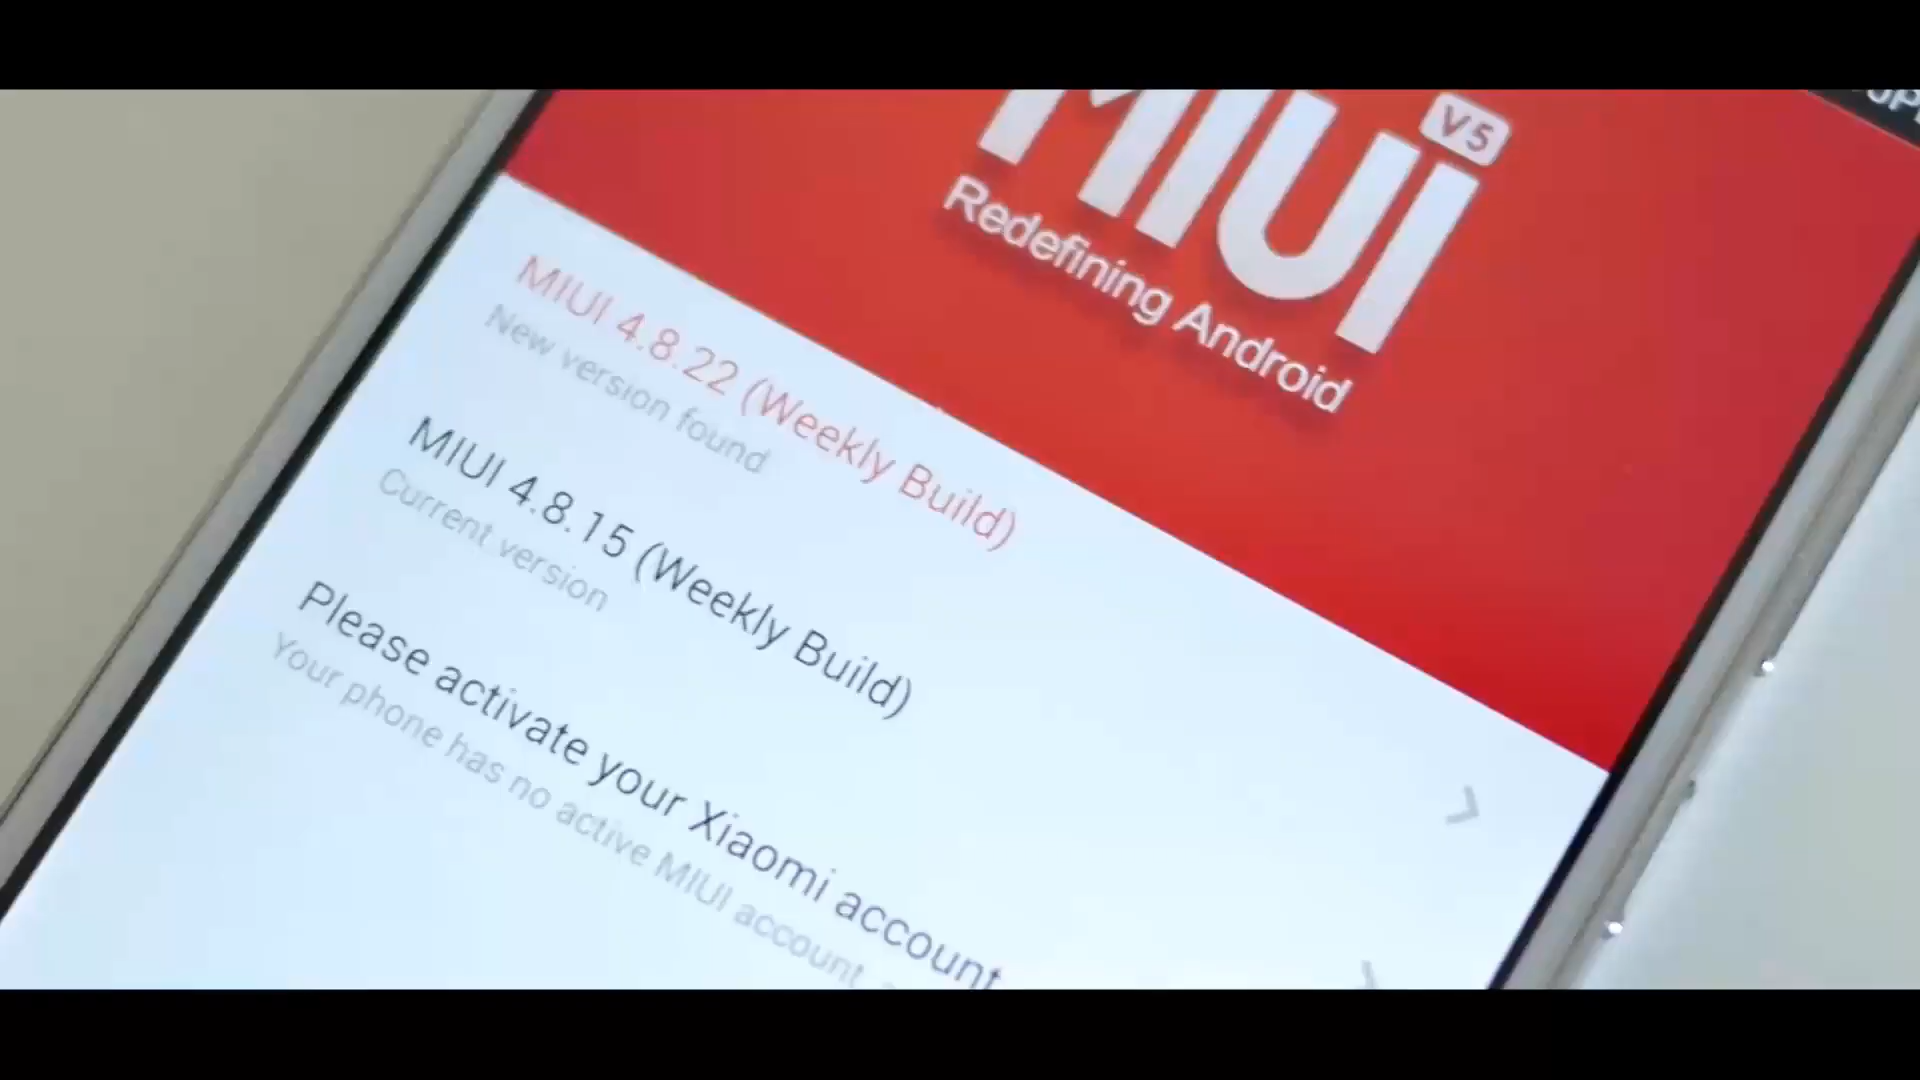 MIUI V5
Redefining Android
MIUI 4.8.22 (Weekly Build)
New version found
MIUI 4.8.15 (Weekly Build)
Current version
Please activate your Xiaomi account
Your phone has no active MIUI account